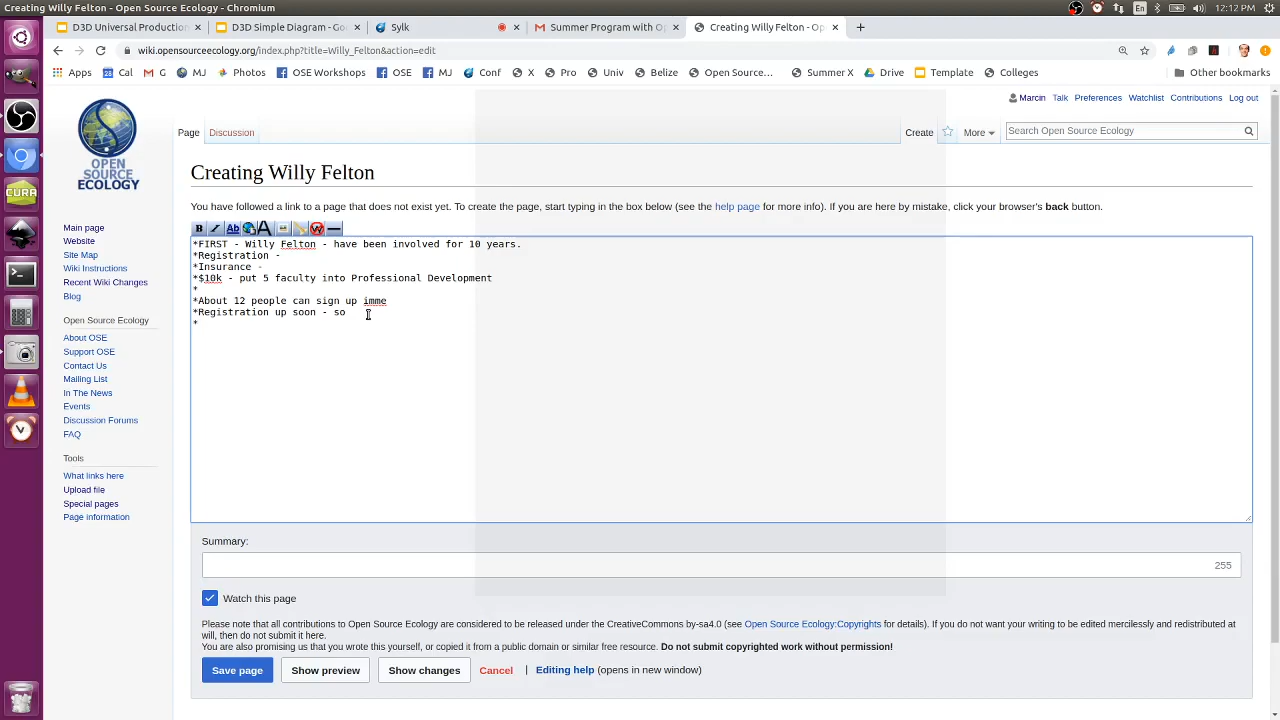 Creating Willy Felton - Open Source Ecology - Chromium
En
12:12 PM
D3D Universal Production
D3D Simple Diagram - Go
Sylk
Summer Program with Op
Creating Willy Felton - Op
wiki.opensourceecology.org/index.php?title=Willy_Felton&action=edit
Apps
Cal
G
MJ
Photos
OSE Workshops
OSE
MJ
Conf
X
Pro
Univ
Belize
Open Source…
Summer X
Drive
Template
Colleges
Other bookmarks
Marcin
Talk
Preferences
Watchlist
Contributions
Log out
Page
Discussion
Create
More
Search Open Source Ecology
OPEN
SOURCE
ECOLOGY
CURA
Creating Willy Felton
You have followed a link to a page that does not exist yet. To create the page, start typing in the box below (see the help page for more info). If you are here by mistake, click your browser's back button.
B I Ab A
*FIRST - Willy Felton - have been involved for 10 years.
*Registration -
*Insurance -
*$10k - put 5 faculty into Professional Development
*
*About 12 people can sign up imme
*Registration up soon - so
*
Main page
Website
Site Map
Wiki Instructions
Recent Wiki Changes
Blog
Open Source Ecology
About OSE
Support OSE
Contact Us
Mailing List
In The News
Events
Discussion Forums
FAQ
Tools
What links here
Upload file
Special pages
Page information
Summary:
255
Watch this page
Please note that all contributions to Open Source Ecology are considered to be released under the CreativeCommons by-sa4.0 (see Open Source Ecology:Copyrights for details). If you do not want your writing to be edited mercilessly and redistributed at
will, then do not submit it here.
You are also promising us that you wrote this yourself, or copied it from a public domain or similar free resource. Do not submit copyrighted work without permission!
Save page
Show preview
Show changes
Cancel
| Editing help (opens in new window)